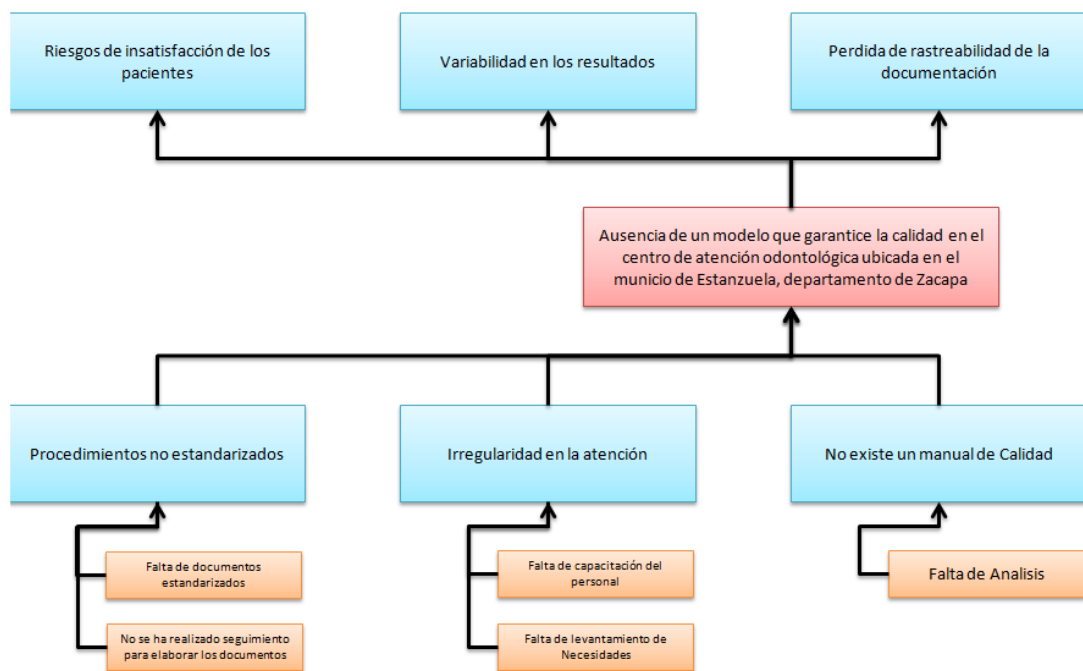 Riesgos de insatisfacción de los
pacientes
Variabilidad en los resultados
Perdida de rastreabilidad de la
documentación
Ausencia de un modelo que garantice la calidad en el
centro de atención odontológica ubicada en el
municio de Estanzuela, departamento de Zacapa
Procedimientos no estandarizados
Irregularidad en la atención
No existe un manual de Calidad
Falta de documentos
estandarizados
Falta de capacitación del
personal
Falta de Analisis
No se ha realizado seguimiento
para elaborar los documentos
Falta de levantamiento de
Necesidades